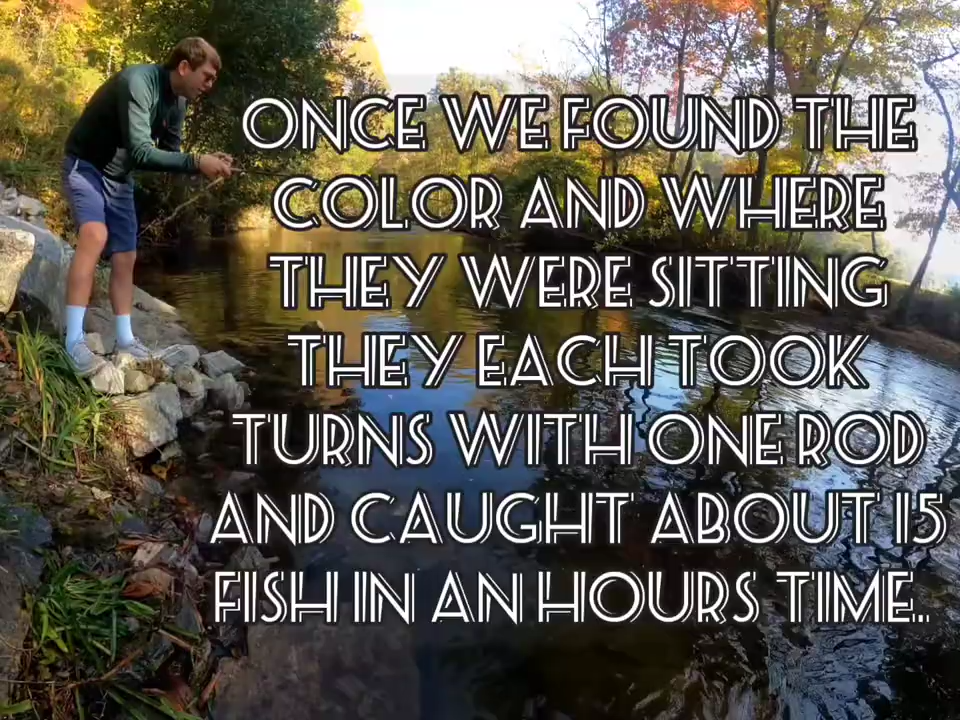 ONCE WE FOUND THE
COLOR AND WHERE
THEY WERE SITTING
THEY EACH TOOK
TURNS WITH ONE ROD
AND CAUGHT ABOUT 15
FISH IN AN HOURS TIME..